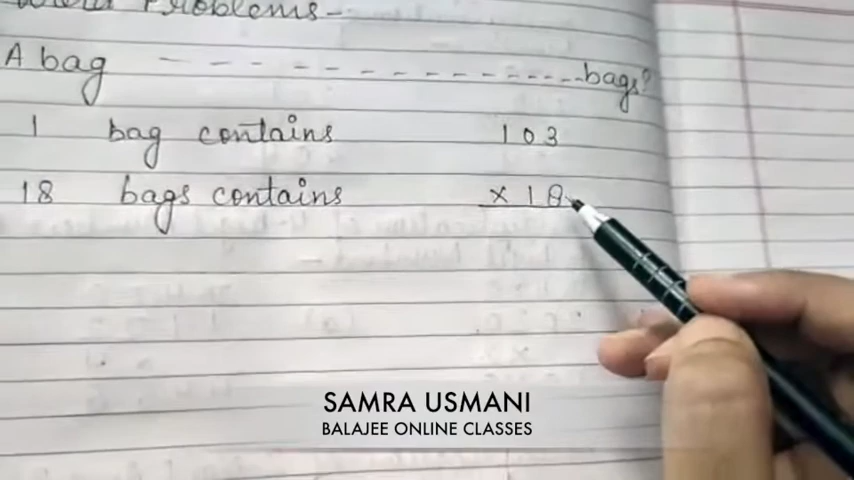 Word Problems -
A bag - - - - - - - - - - - - - - - bags?
1 bag contains 103
18 bags contains × 18
SAMRA USMANI
BALAJEE ONLINE CLASSES